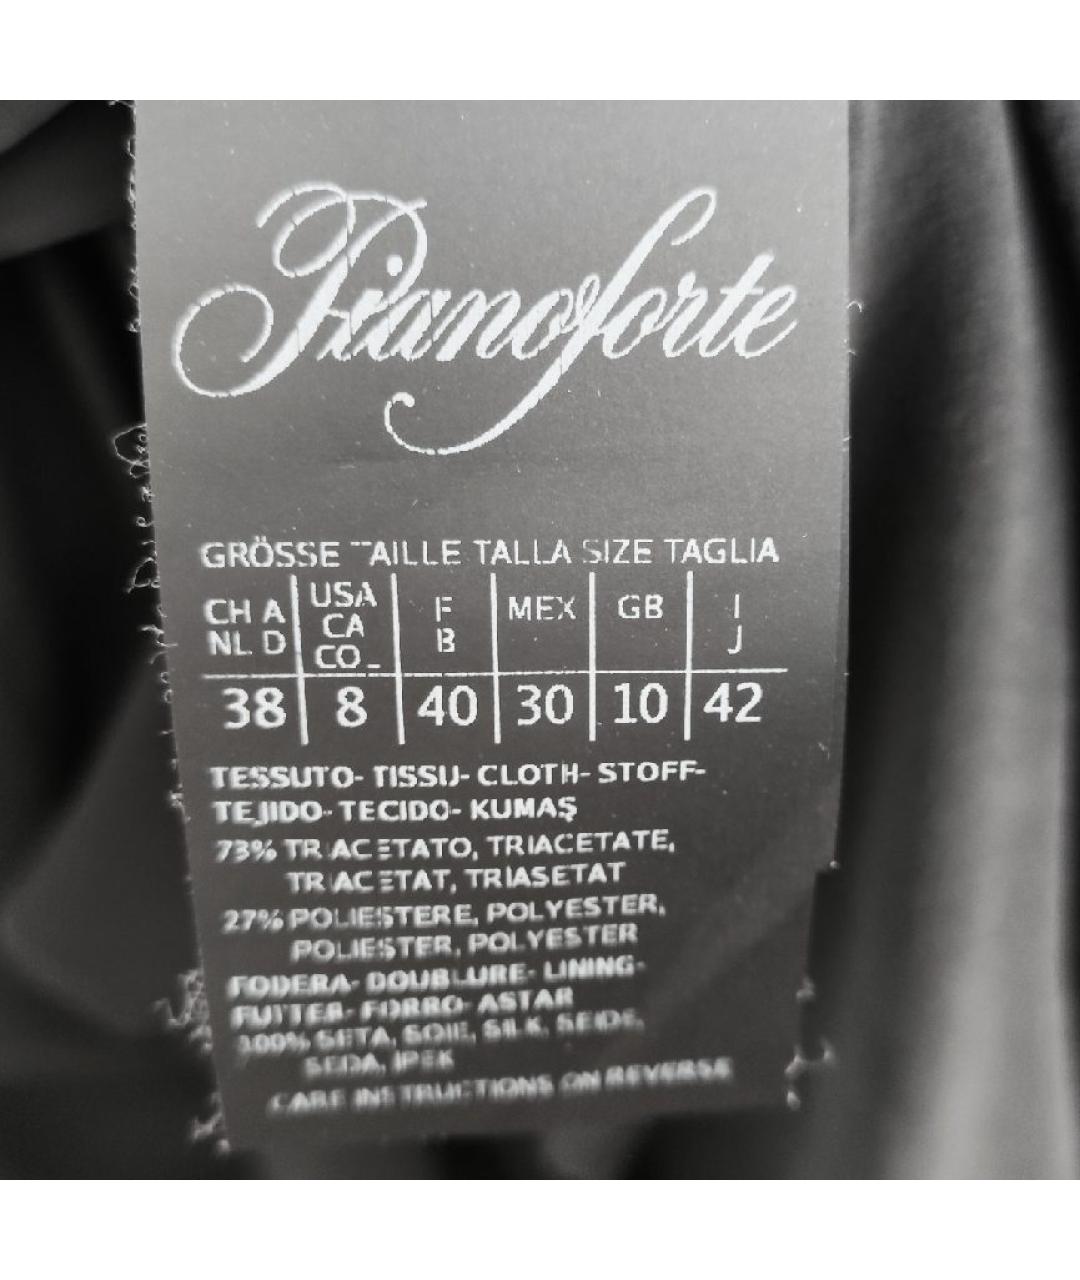 Pianoforte
GRÖSSE TAILLE TALLA SIZE TAGLIA
CH A USA F MEX GB I
NL D CA B J
CO
38 8 40 30 10 42
TESSUTO- TISSU- CLOTH- STOFF-
TEJIDO- TECIDO- KUMAŞ
73% TRIACETATO, TRIACETATE,
TRIACETAT, TRIASETAT
27% POLIESTERE, POLYESTER,
POLIESTER, POLYESTER
FODERA- DOUBLURE- LINING-
FUTTER- FORRO- ASTAR
100% SETA, SOIE, SILK, SEIDE,
SEDA, IPEK
CARE INSTRUCTIONS ON REVERSE